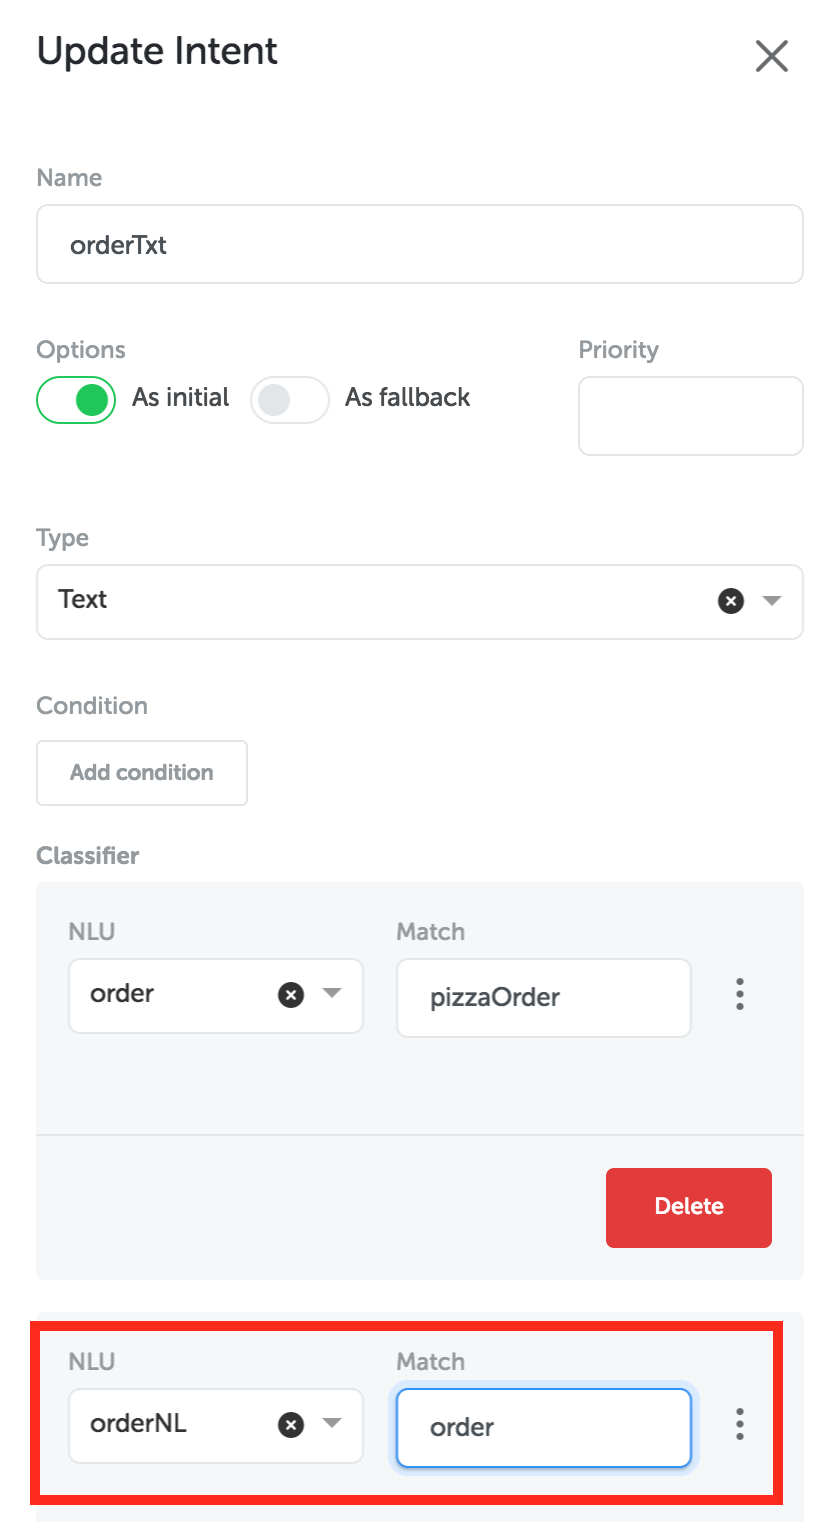 Update Intent
Name
orderTxt
Options
Priority
As initial
As fallback
Type
Text
Condition
Add condition
Classifier
NLU
Match
order
pizzaOrder
Delete
NLU
Match
orderNL
order